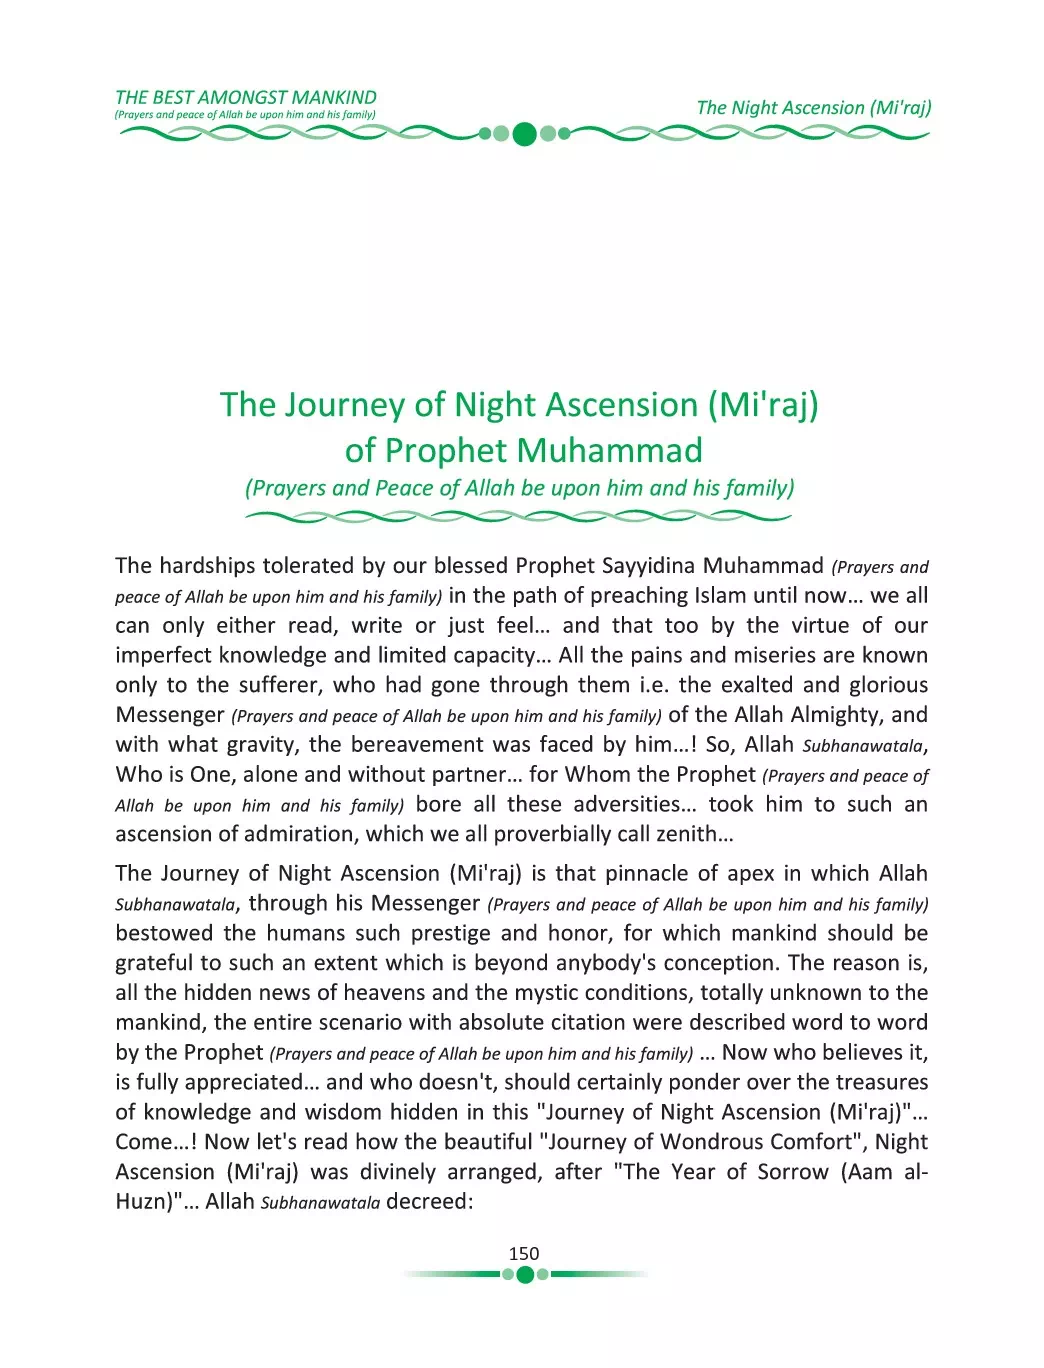 THE BEST AMONGST MANKIND
(Prayers and peace of Allah be upon him and his family)
The Night Ascension (Mi'raj)
The Journey of Night Ascension (Mi'raj)
of Prophet Muhammad
(Prayers and Peace of Allah be upon him and his family)
The hardships tolerated by our blessed Prophet Sayyidina Muhammad (Prayers and
peace of Allah be upon him and his family) in the path of preaching Islam until now… we all
can only either read, write or just feel… and that too by the virtue of our
imperfect knowledge and limited capacity… All the pains and miseries are known
only to the sufferer, who had gone through them i.e. the exalted and glorious
Messenger (Prayers and peace of Allah be upon him and his family) of the Allah Almighty, and
with what gravity, the bereavement was faced by him…! So, Allah Subhanawatala,
Who is One, alone and without partner… for Whom the Prophet (Prayers and peace of
Allah be upon him and his family) bore all these adversities… took him to such an
ascension of admiration, which we all proverbially call zenith…
The Journey of Night Ascension (Mi'raj) is that pinnacle of apex in which Allah
Subhanawatala, through his Messenger (Prayers and peace of Allah be upon him and his family)
bestowed the humans such prestige and honor, for which mankind should be
grateful to such an extent which is beyond anybody's conception. The reason is,
all the hidden news of heavens and the mystic conditions, totally unknown to the
mankind, the entire scenario with absolute citation were described word to word
by the Prophet (Prayers and peace of Allah be upon him and his family) … Now who believes it,
is fully appreciated… and who doesn't, should certainly ponder over the treasures
of knowledge and wisdom hidden in this "Journey of Night Ascension (Mi'raj)"…
Come…! Now let's read how the beautiful "Journey of Wondrous Comfort", Night
Ascension (Mi'raj) was divinely arranged, after "The Year of Sorrow (Aam al-
Huzn)"… Allah Subhanawatala decreed:
150